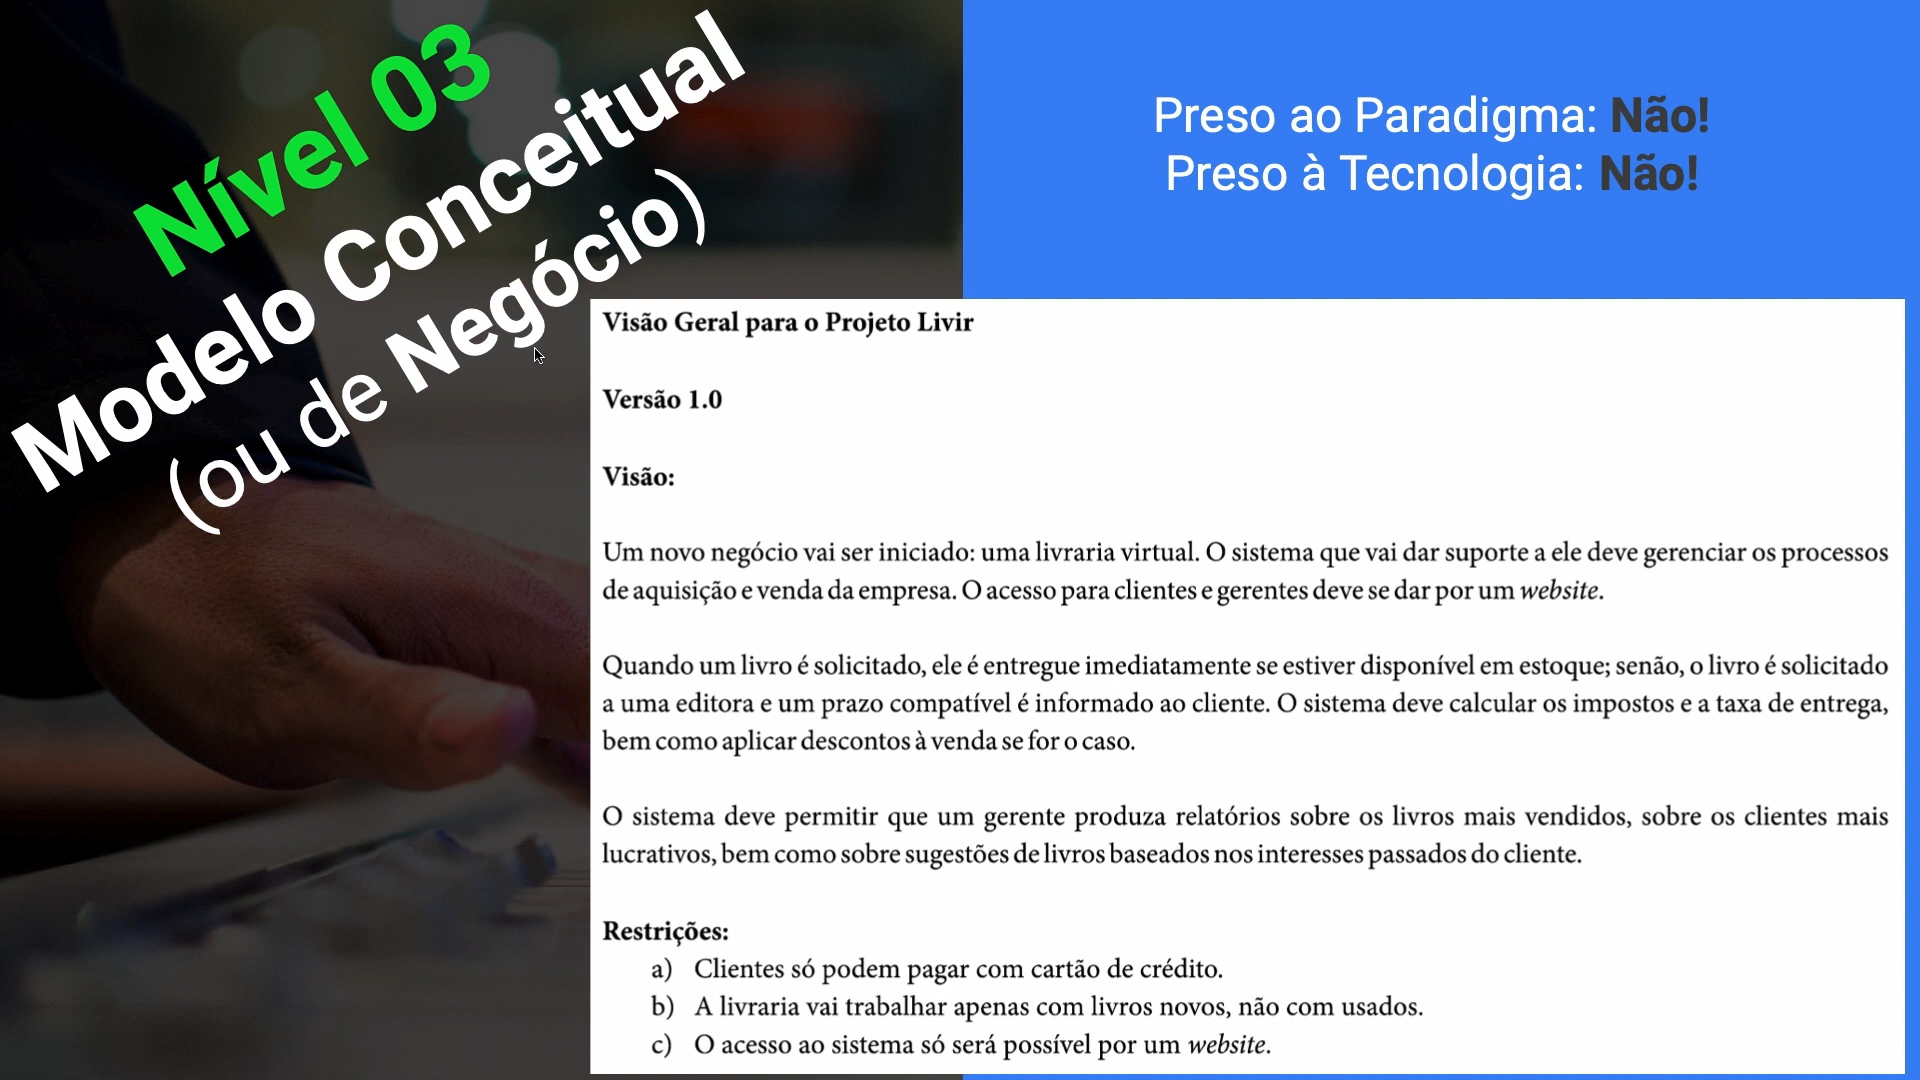 Nível 03
Modelo Conceitual
(ou de Negócio)
Preso ao Paradigma: Não!
Preso à Tecnologia: Não!
Visão Geral para o Projeto Livir
Versão 1.0
Visão:
Um novo negócio vai ser iniciado: uma livraria virtual. O sistema que vai dar suporte a ele deve gerenciar os processos
de aquisição e venda da empresa. O acesso para clientes e gerentes deve se dar por um website.
Quando um livro é solicitado, ele é entregue imediatamente se estiver disponível em estoque; senão, o livro é solicitado
a uma editora e um prazo compatível é informado ao cliente. O sistema deve calcular os impostos e a taxa de entrega,
bem como aplicar descontos à venda se for o caso.
O sistema deve permitir que um gerente produza relatórios sobre os livros mais vendidos, sobre os clientes mais
lucrativos, bem como sobre sugestões de livros baseados nos interesses passados do cliente.
Restrições:
a) Clientes só podem pagar com cartão de crédito.
b) A livraria vai trabalhar apenas com livros novos, não com usados.
c) O acesso ao sistema só será possível por um website.